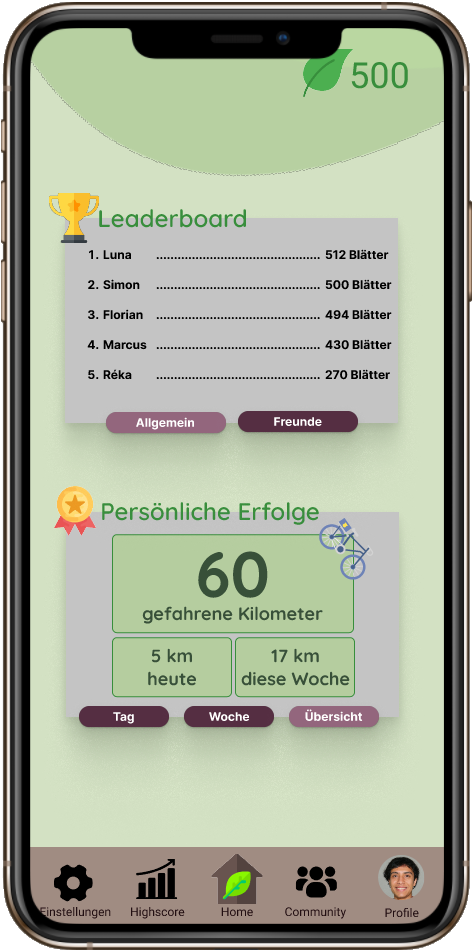 500
Leaderboard
1. Luna ................................................ 512 Blätter
2. Simon ................................................ 500 Blätter
3. Florian ................................................ 494 Blätter
4. Marcus ................................................ 430 Blätter
5. Réka ................................................ 270 Blätter
Allgemein Freunde
Persönliche Erfolge
60
gefahrene Kilometer
5 km 17 km
heute diese Woche
Tag Woche Übersicht
Einstellungen Highscore Home Community Profile